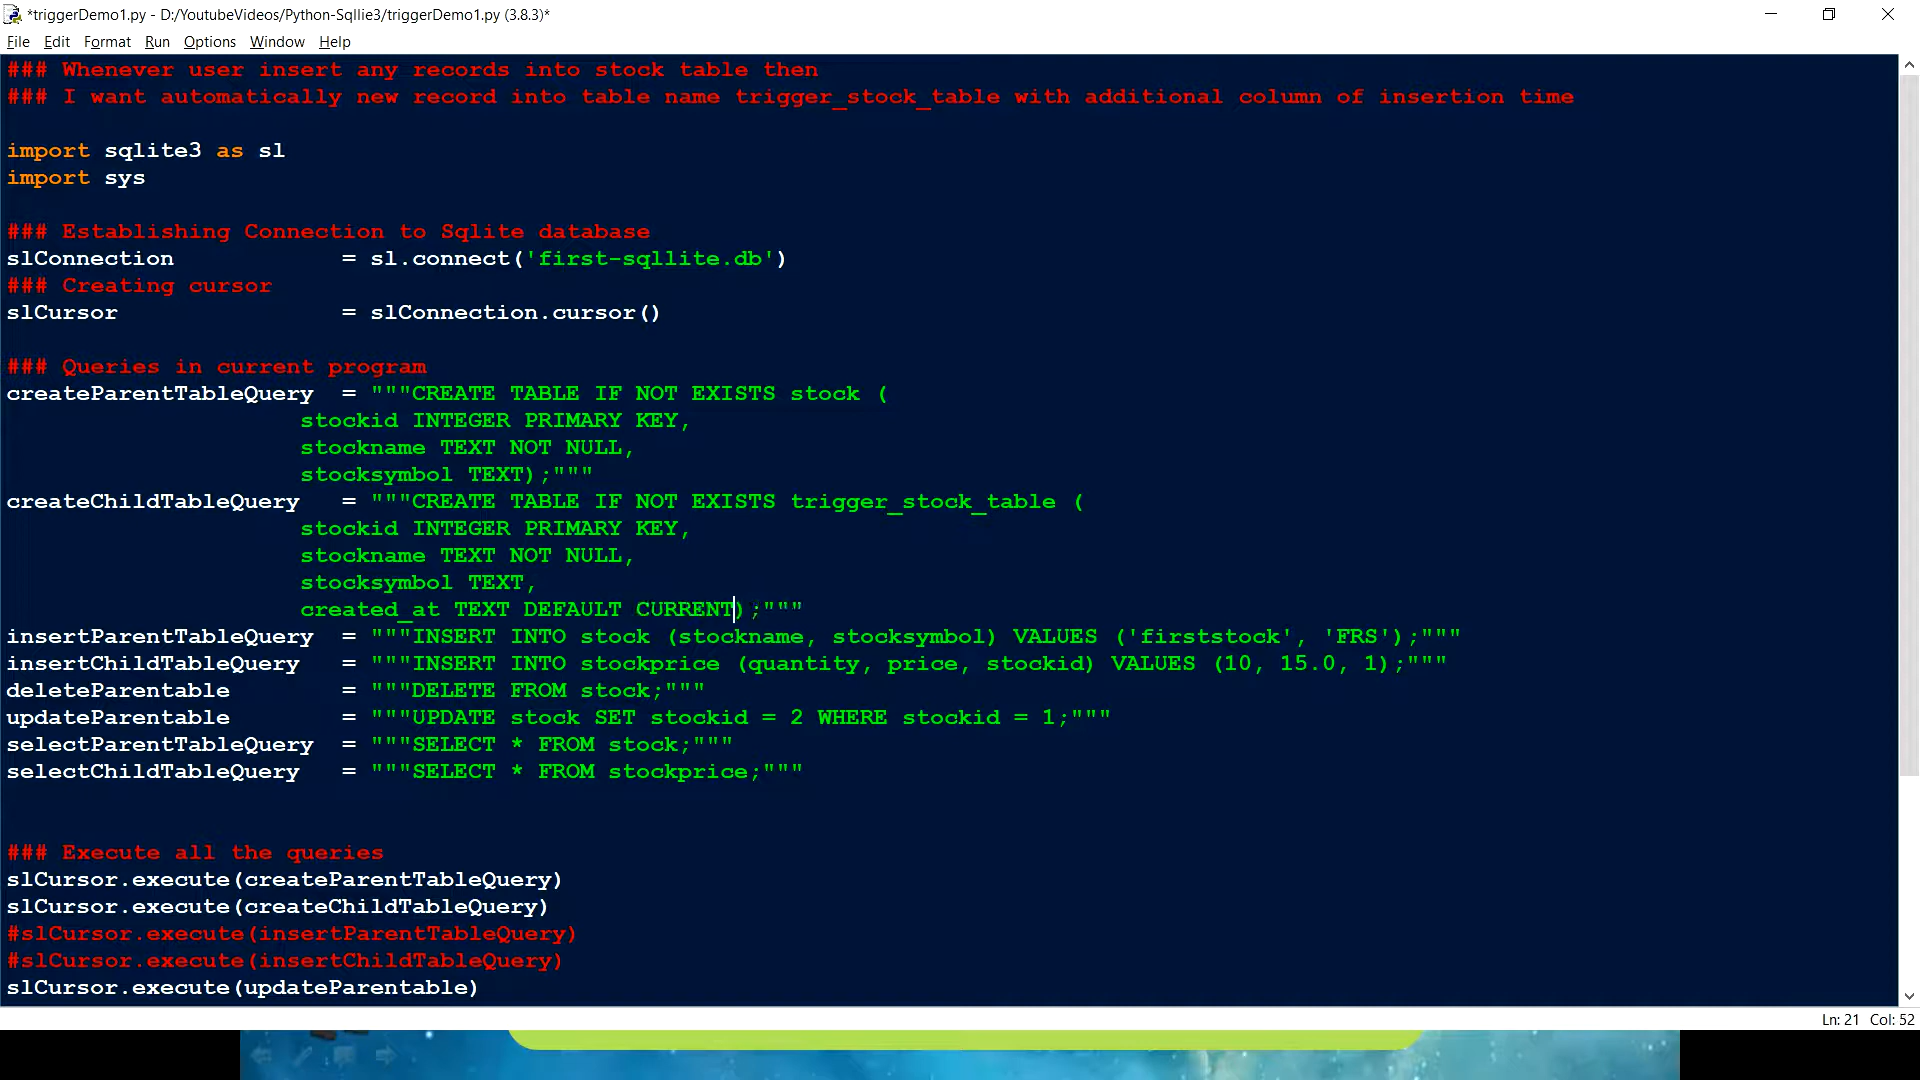 *triggerDemo1.py - D:/YoutubeVideos/Python-Sqllie3/triggerDemo1.py (3.8.3)*
File Edit Format Run Options Window Help
### Whenever user insert any records into stock table then
### I want automatically new record into table name trigger_stock_table with additional column of insertion time
import sqlite3 as sl
import sys
### Establishing Connection to Sqlite database
slConnection = sl.connect('first-sqllite.db')
### Creating cursor
slCursor = slConnection.cursor()
### Queries in current program
createParentTableQuery = """CREATE TABLE IF NOT EXISTS stock (
stockid INTEGER PRIMARY KEY,
stockname TEXT NOT NULL,
stocksymbol TEXT);"""
createChildTableQuery = """CREATE TABLE IF NOT EXISTS trigger_stock_table (
stockid INTEGER PRIMARY KEY,
stockname TEXT NOT NULL,
stocksymbol TEXT,
created_at TEXT DEFAULT CURRENT);"""
insertParentTableQuery = """INSERT INTO stock (stockname, stocksymbol) VALUES ('firststock', 'FRS');"""
insertChildTableQuery = """INSERT INTO stockprice (quantity, price, stockid) VALUES (10, 15.0, 1);"""
deleteParentable = """DELETE FROM stock;"""
updateParentable = """UPDATE stock SET stockid = 2 WHERE stockid = 1;"""
selectParentTableQuery = """SELECT * FROM stock;"""
selectChildTableQuery = """SELECT * FROM stockprice;"""
### Execute all the queries
slCursor.execute(createParentTableQuery)
slCursor.execute(createChildTableQuery)
#slCursor.execute(insertParentTableQuery)
#slCursor.execute(insertChildTableQuery)
slCursor.execute(updateParentable)
Ln: 21 Col: 52